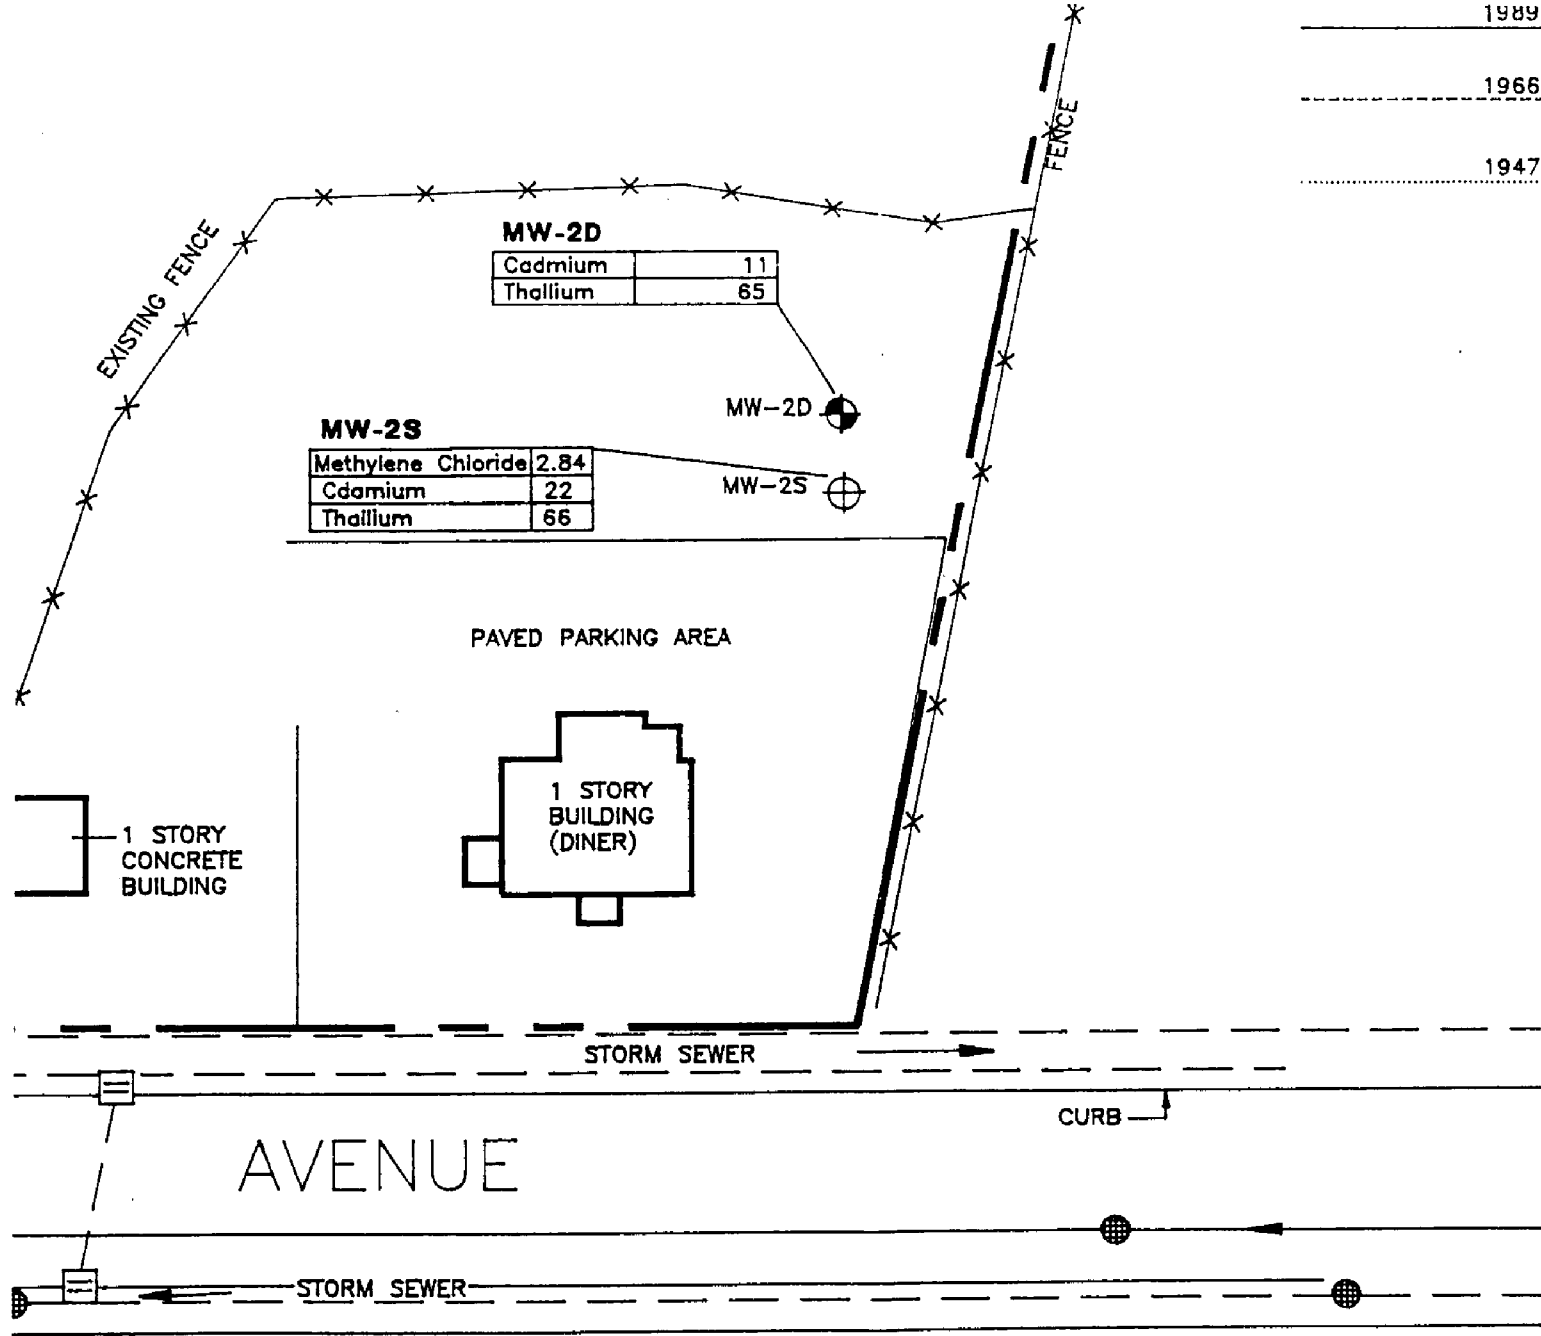 1989
1966
1947
FENCE
EXISTING FENCE
MW-2D
Cadmium 11
Thallium 65
MW-2D
MW-2S
Methylene Chloride 2.84
Cdamium 22
Thallium 66
MW-2S
PAVED PARKING AREA
1 STORY
BUILDING
(DINER)
1 STORY
CONCRETE
BUILDING
STORM SEWER
CURB
AVENUE
STORM SEWER